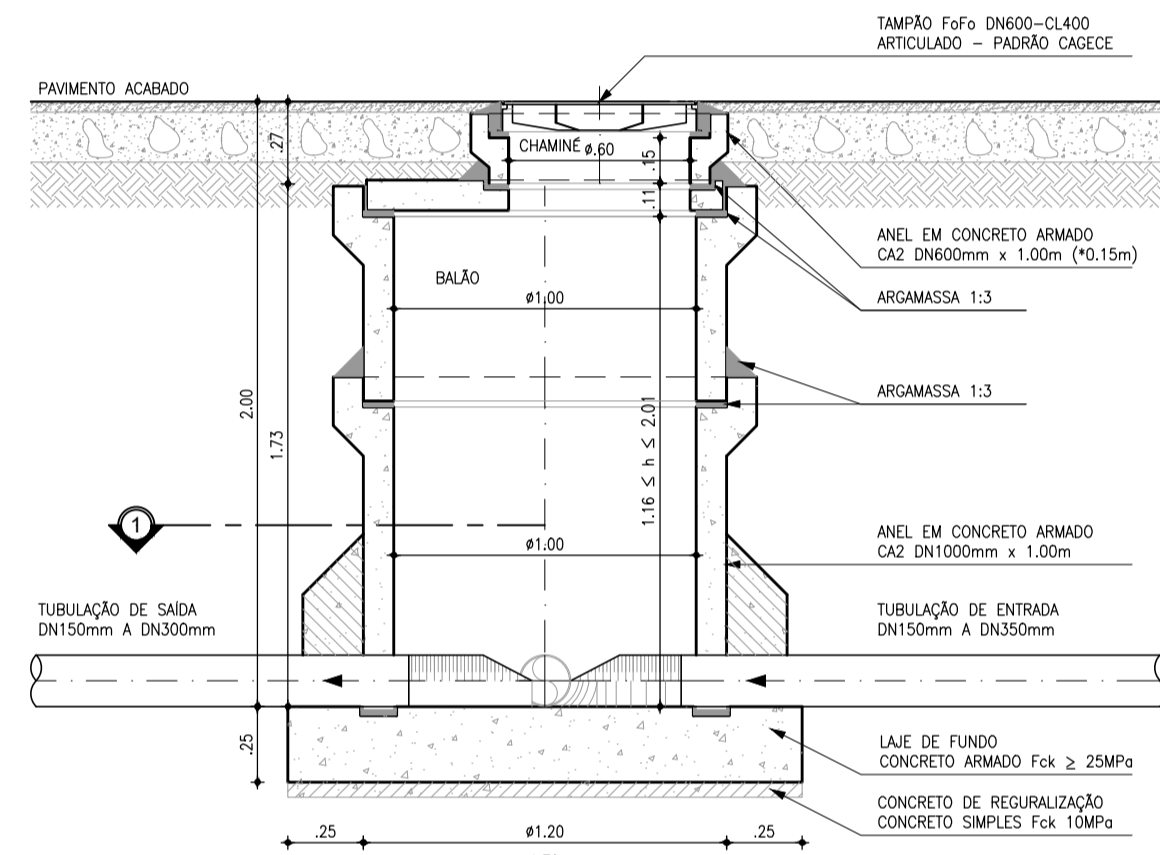 TAMPÃO FoFo DN600-CL400
ARTICULADO - PADRÃO CAGECE
PAVIMENTO ACABADO
.27
CHAMINÉ
ø.60
.15
.11
ANEL EM CONCRETO ARMADO
CA2 DN600mm x 1.00m (*0.15m)
BALÃO
ø1.00
ARGAMASSA 1:3
ARGAMASSA 1:3
2.00
1.73
1.16 ≤ h ≤ 2.01
1
ø1.00
ANEL EM CONCRETO ARMADO
CA2 DN1000mm x 1.00m
TUBULAÇÃO DE SAÍDA
DN150mm A DN300mm
TUBULAÇÃO DE ENTRADA
DN150mm A DN350mm
.25
LAJE DE FUNDO
CONCRETO ARMADO Fck ≥ 25MPa
CONCRETO DE REGURALIZAÇÃO
CONCRETO SIMPLES Fck 10MPa
.25
ø1.20
.25